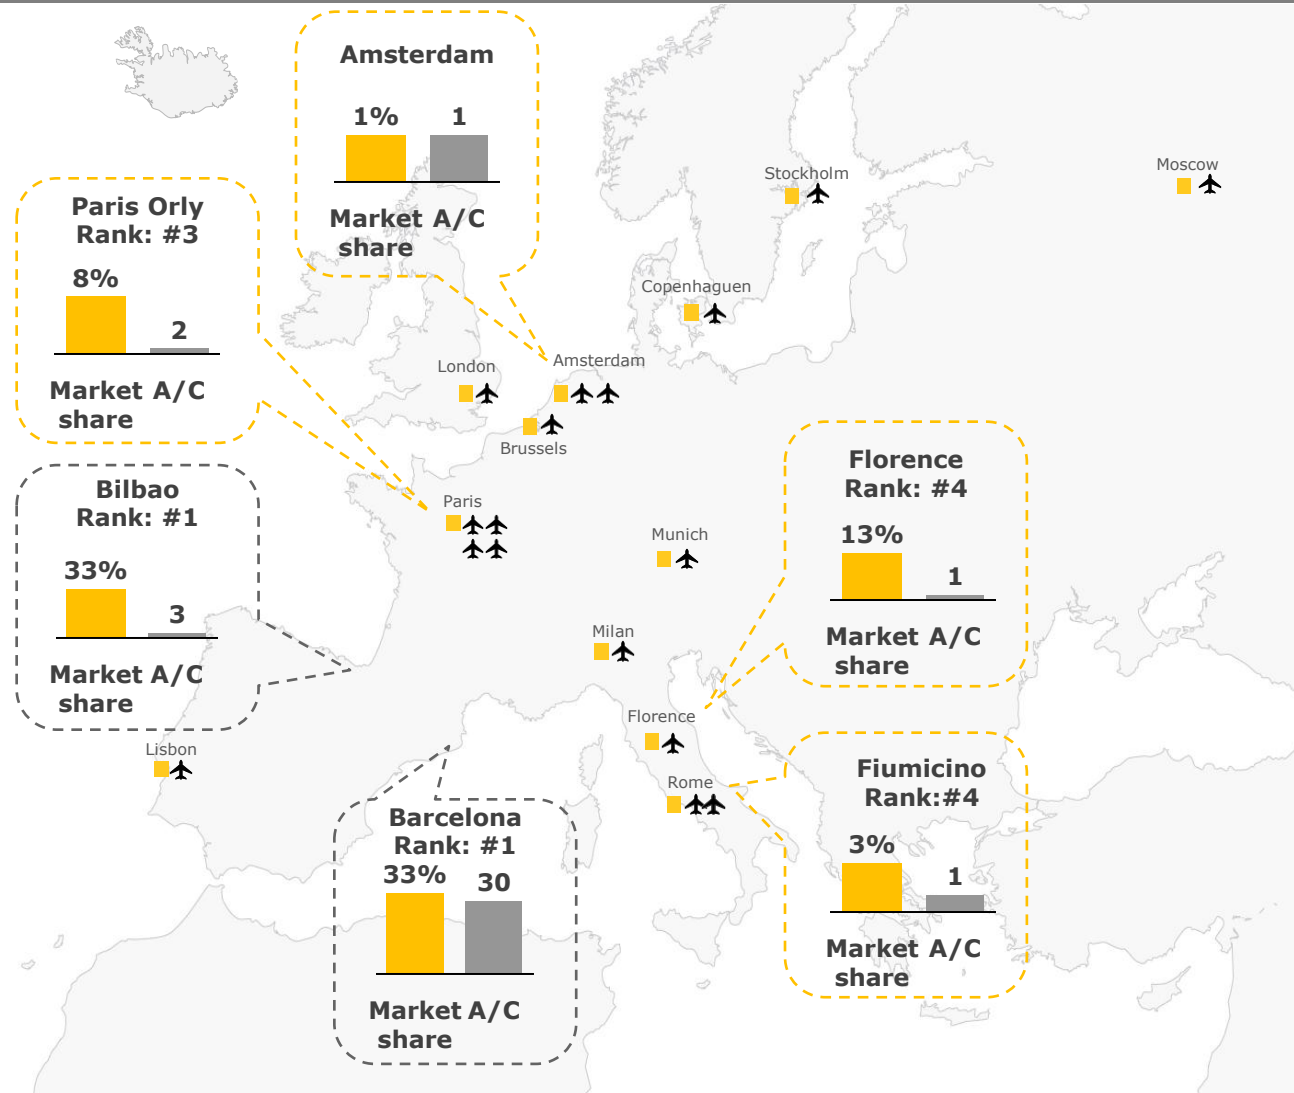 Amsterdam
1% 1
Market A/C
share
Paris Orly
Rank: #3
8%
2
Market A/C
share
Bilbao
Rank: #1
33%
3
Market A/C
share
Barcelona
Rank: #1
33% 30
Market A/C
share
Florence
Rank: #4
13%
1
Market A/C
share
Fiumicino
Rank:#4
3%
1
Market A/C
share
Moscow
Stockholm
Copenhaguen
London
Amsterdam
Brussels
Paris
Munich
Milan
Florence
Lisbon
Rome